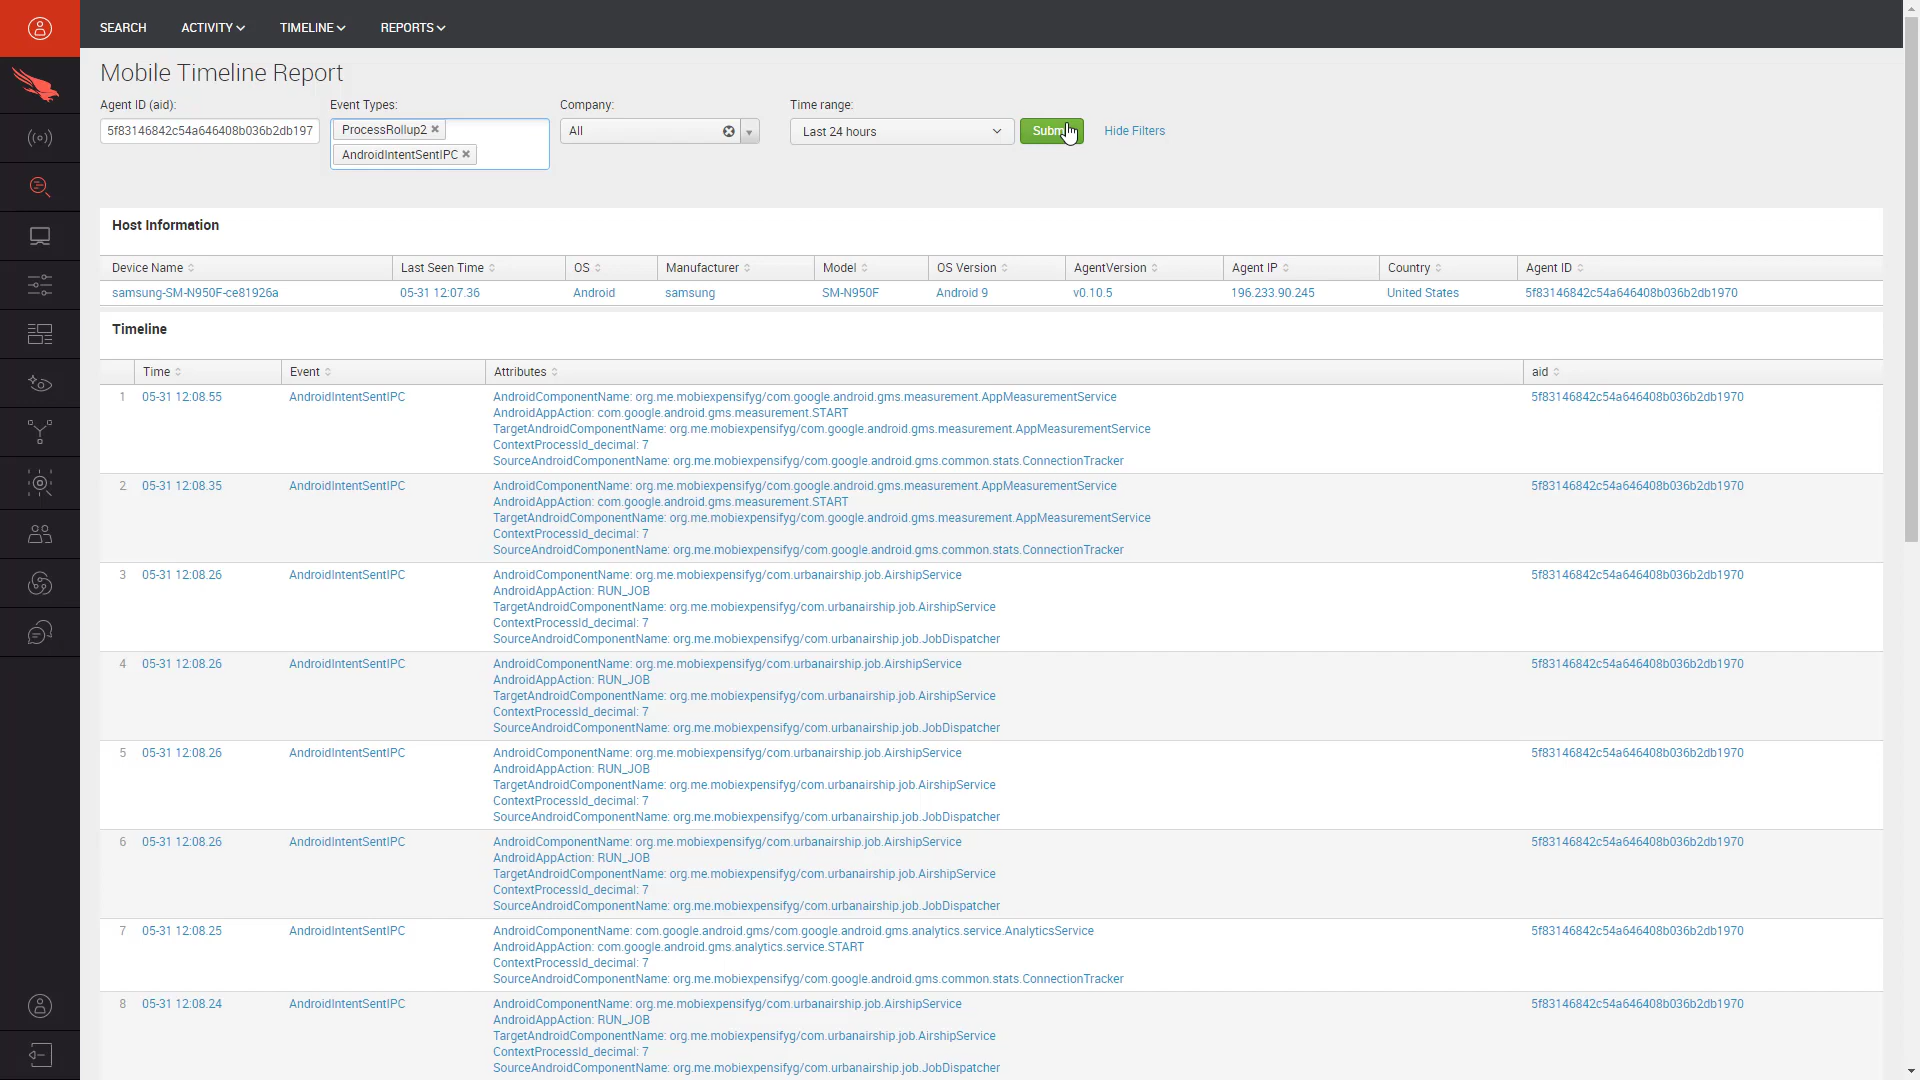 SEARCH ACTIVITY TIMELINE REPORTS
Mobile Timeline Report
Agent ID (aid): Event Types: Company: Time range:
5f83146842c54a646408b036b2db197 ProcessRollup2 All Last 24 hours Hide Filters
AndroidIntentSentIPC
Host Information
Device Name Last Seen Time OS Manufacturer Model OS Version AgentVersion Agent IP Country Agent ID
samsung-SM-N950F-ce81926a 05-31 12:07.36 Android samsung SM-N950F Android 9 v0.10.5 196.233.90.245 United States 5f83146842c54a646408b036b2db1970
Timeline
Time Event Attributes aid
1 05-31 12:08.55 AndroidIntentSentIPC AndroidComponentName: org.me.mobiexpensifyg/com.google.android.gms.measurement.AppMeasurementService 5f83146842c54a646408b036b2db1970
AndroidAppAction: com.google.android.gms.measurement.START
TargetAndroidComponentName: org.me.mobiexpensifyg/com.google.android.gms.measurement.AppMeasurementService
ContextProcessId_decimal: 7
SourceAndroidComponentName: org.me.mobiexpensifyg/com.google.android.gms.common.stats.ConnectionTracker
2 05-31 12:08.35 AndroidIntentSentIPC AndroidComponentName: org.me.mobiexpensifyg/com.google.android.gms.measurement.AppMeasurementService 5f83146842c54a646408b036b2db1970
AndroidAppAction: com.google.android.gms.measurement.START
TargetAndroidComponentName: org.me.mobiexpensifyg/com.google.android.gms.measurement.AppMeasurementService
ContextProcessId_decimal: 7
SourceAndroidComponentName: org.me.mobiexpensifyg/com.google.android.gms.common.stats.ConnectionTracker
3 05-31 12:08.26 AndroidIntentSentIPC AndroidComponentName: org.me.mobiexpensifyg/com.urbanairship.job.AirshipService 5f83146842c54a646408b036b2db1970
AndroidAppAction: RUN_JOB
TargetAndroidComponentName: org.me.mobiexpensifyg/com.urbanairship.job.AirshipService
ContextProcessId_decimal: 7
SourceAndroidComponentName: org.me.mobiexpensifyg/com.urbanairship.job.JobDispatcher
4 05-31 12:08.26 AndroidIntentSentIPC AndroidComponentName: org.me.mobiexpensifyg/com.urbanairship.job.AirshipService 5f83146842c54a646408b036b2db1970
AndroidAppAction: RUN_JOB
TargetAndroidComponentName: org.me.mobiexpensifyg/com.urbanairship.job.AirshipService
ContextProcessId_decimal: 7
SourceAndroidComponentName: org.me.mobiexpensifyg/com.urbanairship.job.JobDispatcher
5 05-31 12:08.26 AndroidIntentSentIPC AndroidComponentName: org.me.mobiexpensifyg/com.urbanairship.job.AirshipService 5f83146842c54a646408b036b2db1970
AndroidAppAction: RUN_JOB
TargetAndroidComponentName: org.me.mobiexpensifyg/com.urbanairship.job.AirshipService
ContextProcessId_decimal: 7
SourceAndroidComponentName: org.me.mobiexpensifyg/com.urbanairship.job.JobDispatcher
6 05-31 12:08.26 AndroidIntentSentIPC AndroidComponentName: org.me.mobiexpensifyg/com.urbanairship.job.AirshipService 5f83146842c54a646408b036b2db1970
AndroidAppAction: RUN_JOB
TargetAndroidComponentName: org.me.mobiexpensifyg/com.urbanairship.job.AirshipService
ContextProcessId_decimal: 7
SourceAndroidComponentName: org.me.mobiexpensifyg/com.urbanairship.job.JobDispatcher
7 05-31 12:08.25 AndroidIntentSentIPC AndroidComponentName: com.google.android.gms/com.google.android.gms.analytics.service.AnalyticsService 5f83146842c54a646408b036b2db1970
AndroidAppAction: com.google.android.gms.analytics.service.START
ContextProcessId_decimal: 7
SourceAndroidComponentName: org.me.mobiexpensifyg/com.google.android.gms.common.stats.ConnectionTracker
8 05-31 12:08.24 AndroidIntentSentIPC AndroidComponentName: org.me.mobiexpensifyg/com.urbanairship.job.AirshipService 5f83146842c54a646408b036b2db1970
AndroidAppAction: RUN_JOB
TargetAndroidComponentName: org.me.mobiexpensifyg/com.urbanairship.job.AirshipService
ContextProcessId_decimal: 7
SourceAndroidComponentName: org.me.mobiexpensifyg/com.urbanairship.job.JobDispatcher